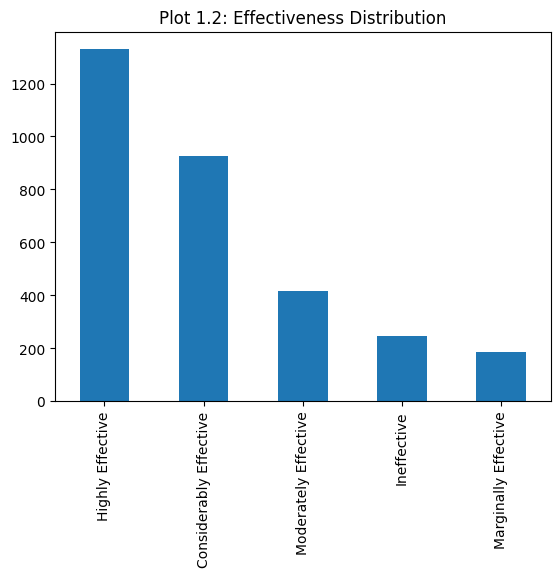 Plot 1.2: Effectiveness Distribution
1200
1000
800
600
400
200
0
Highly Effective
Considerably Effective
Moderately Effective
Ineffective
Marginally Effective